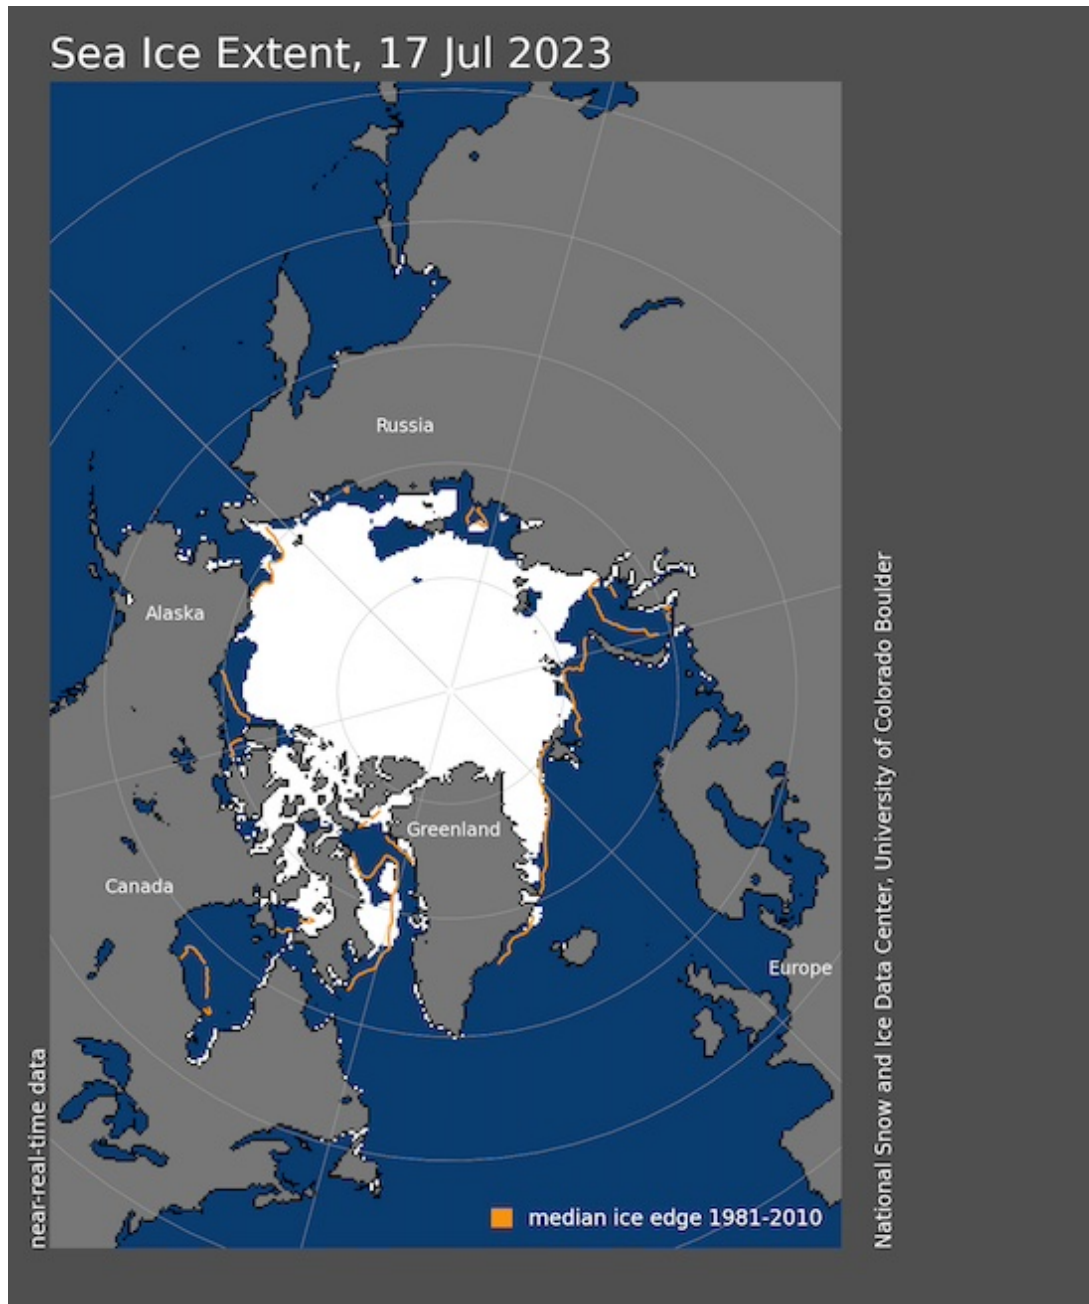 Sea Ice Extent, 17 Jul 2023
Russia
Alaska
Greenland
Canada
Europe
median ice edge 1981-2010
near-real-time data
National Snow and Ice Data Center, University of Colorado Boulder